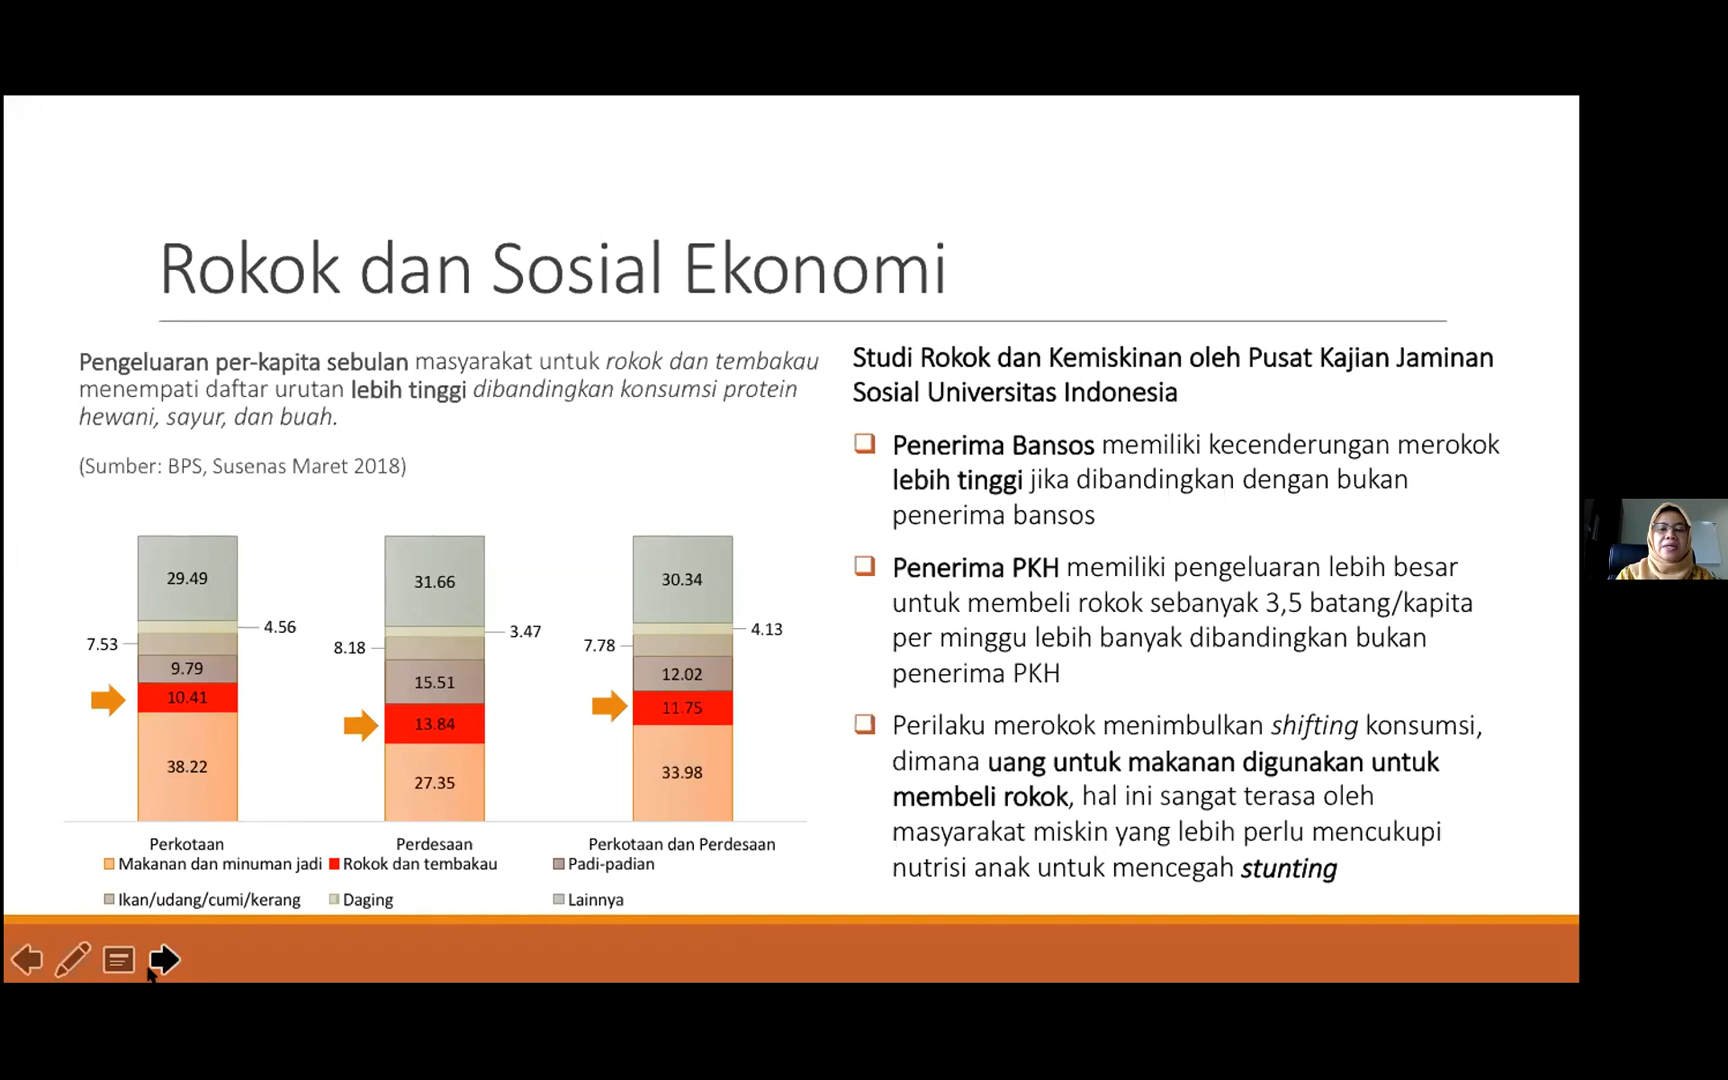 Rokok dan Sosial Ekonomi
Pengeluaran per-kapita sebulan masyarakat untuk rokok dan tembakau
menempati daftar urutan lebih tinggi dibandingkan konsumsi protein
hewani, sayur, dan buah.
(Sumber: BPS, Susenas Maret 2018)
29.49
4.56
7.53
9.79
10.41
38.22
31.66
3.47
8.18
15.51
13.84
27.35
30.34
4.13
7.78
12.02
11.75
33.98
Perkotaan
Perdesaan
Perkotaan dan Perdesaan
Makanan dan minuman jadi
Rokok dan tembakau
Padi-padian
Ikan/udang/cumi/kerang
Daging
Lainnya
Studi Rokok dan Kemiskinan oleh Pusat Kajian Jaminan
Sosial Universitas Indonesia
Penerima Bansos memiliki kecenderungan merokok
lebih tinggi jika dibandingkan dengan bukan
penerima bansos
Penerima PKH memiliki pengeluaran lebih besar
untuk membeli rokok sebanyak 3,5 batang/kapita
per minggu lebih banyak dibandingkan bukan
penerima PKH
Perilaku merokok menimbulkan shifting konsumsi,
dimana uang untuk makanan digunakan untuk
membeli rokok, hal ini sangat terasa oleh
masyarakat miskin yang lebih perlu mencukupi
nutrisi anak untuk mencegah stunting